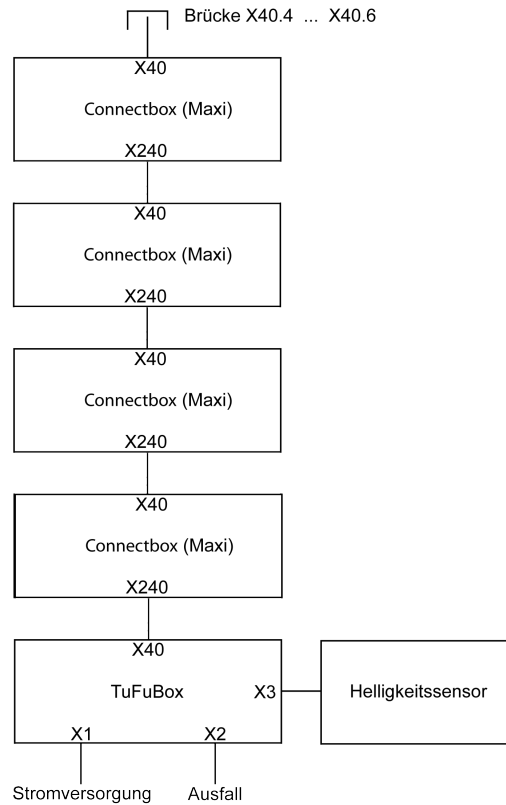 Brücke X40.4 ... X40.6
X40
Connectbox (Maxi)
X240
X40
Connectbox (Maxi)
X240
X40
Connectbox (Maxi)
X240
X40
Connectbox (Maxi)
X240
X40
TuFuBox
X3
Helligkeitssensor
X1
X2
Stromversorgung
Ausfall